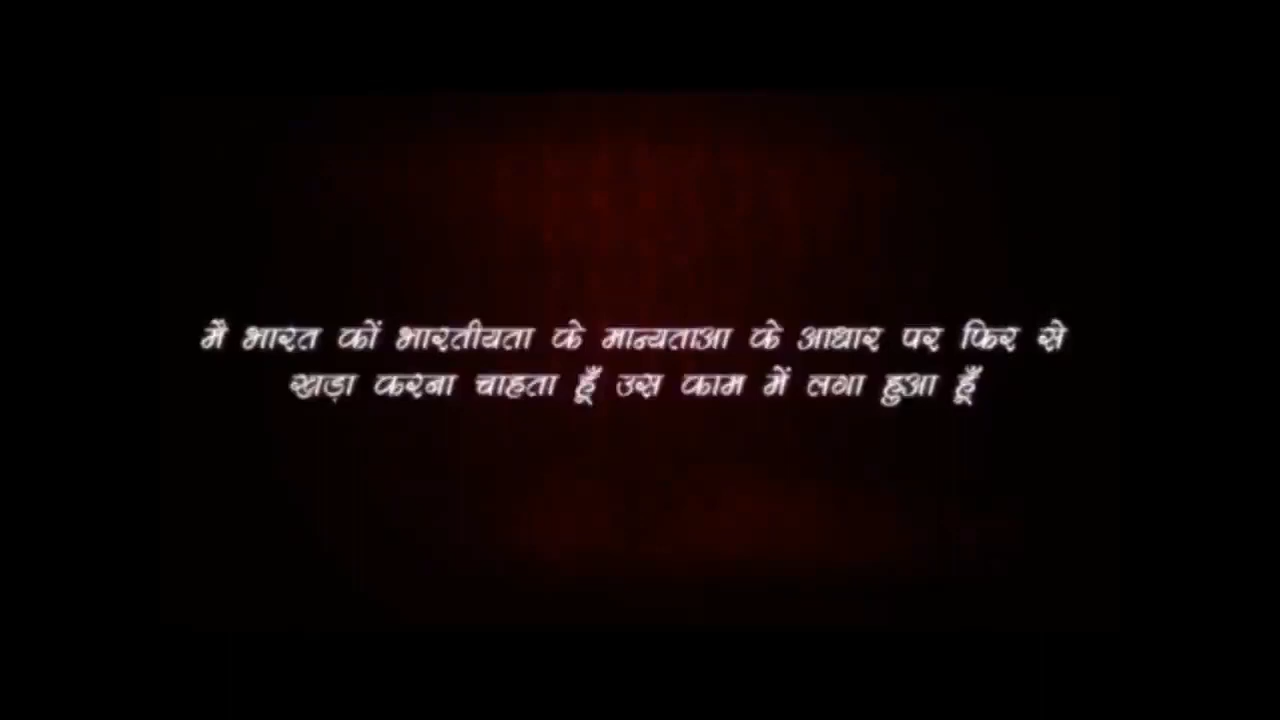 मै भारत कों भारतीयता के मान्यताआ के आधार पर फिर से
खड़ा करना चाहता हूँ उस काम में लगा हुआ हूँ